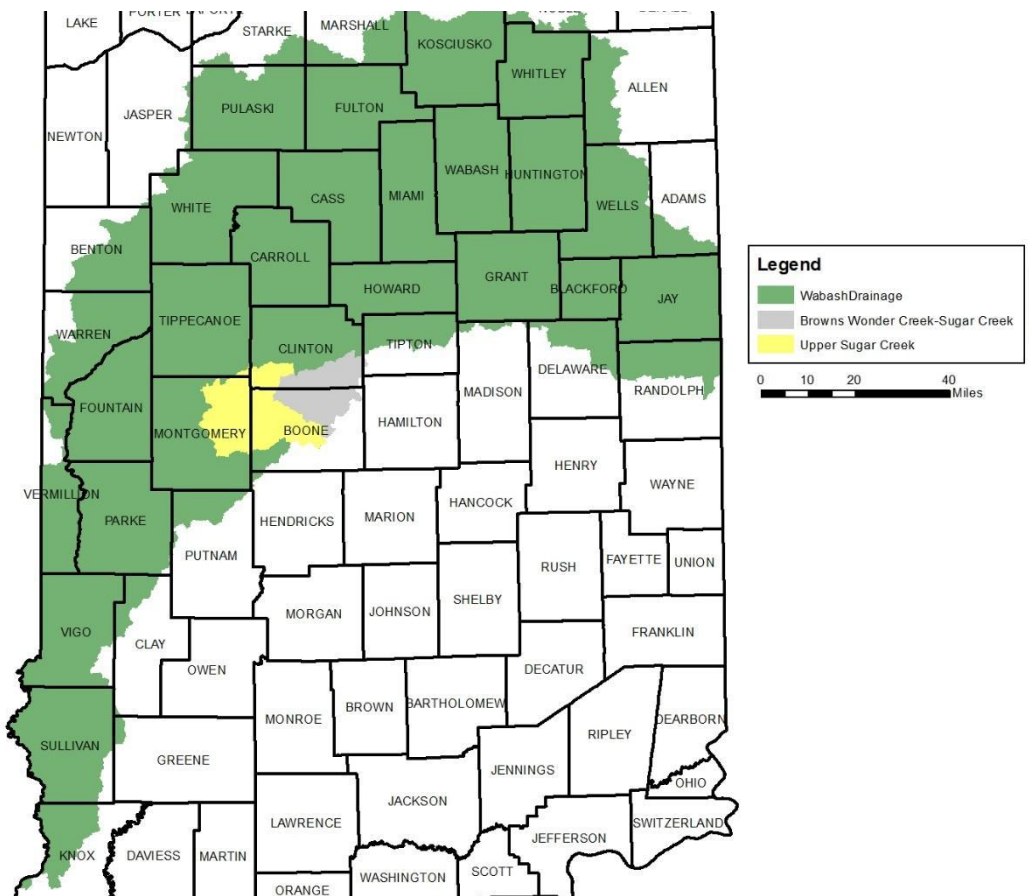 LAKE
PORTER
STARKE
MARSHALL
KOSCIUSKO
WHITLEY
ALLEN
NEWTON
JASPER
PULASKI
FULTON
WABASH
HUNTINGTON
WHITE
CASS
MIAMI
WELLS
ADAMS
BENTON
CARROLL
GRANT
HOWARD
BLACKFORD
JAY
WARREN
TIPPECANOE
CLINTON
TIPTON
DELAWARE
RANDOLPH
MADISON
FOUNTAIN
MONTGOMERY
BOONE
HAMILTON
HENRY
WAYNE
VERMILLION
PARKE
HENDRICKS
MARION
HANCOCK
PUTNAM
RUSH
FAYETTE
UNION
MORGAN
JOHNSON
SHELBY
VIGO
CLAY
OWEN
FRANKLIN
DECATUR
MONROE
BROWN
BARTHOLOMEW
RIPLEY
DEARBORN
SULLIVAN
GREENE
JENNINGS
OHIO
JACKSON
LAWRENCE
JEFFERSON
SWITZERLAND
KNOX
DAVIESS
MARTIN
WASHINGTON
SCOTT
ORANGE
Legend
WabashDrainage
Browns Wonder Creek-Sugar Creek
Upper Sugar Creek
0 10 20 40
Miles